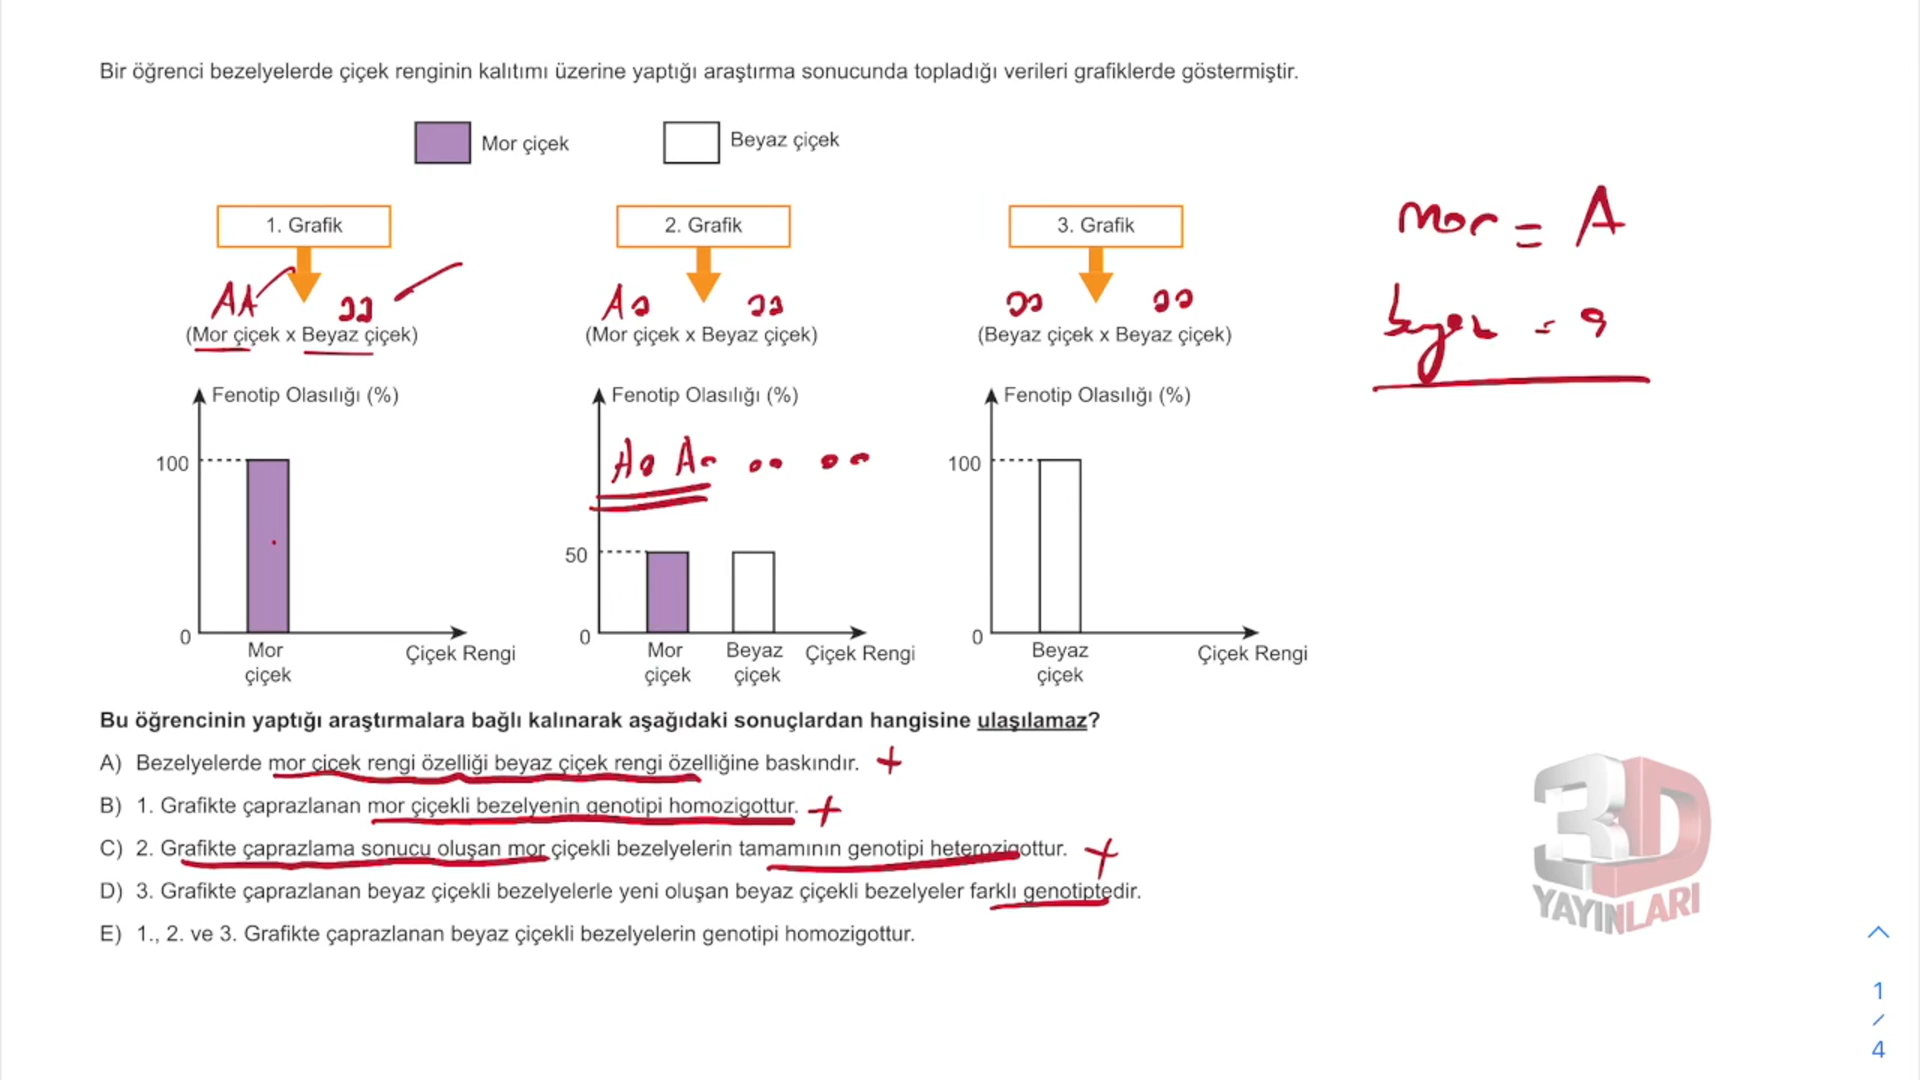 Bir öğrenci bezelyelerde çiçek renginin kalıtımı üzerine yaptığı araştırma sonucunda topladığı verileri grafiklerde göstermiştir.
Mor çiçek
Beyaz çiçek
1. Grafik
2. Grafik
3. Grafik
mor = A
beyaz = a
AA aa
Aa aa
aa aa
(Mor çiçek x Beyaz çiçek)
(Mor çiçek x Beyaz çiçek)
(Beyaz çiçek x Beyaz çiçek)
Fenotip Olasılığı (%)
100
0
Mor çiçek
Çiçek Rengi
Fenotip Olasılığı (%)
Aa Aa aa aa
50
0
Mor çiçek
Beyaz çiçek
Çiçek Rengi
Fenotip Olasılığı (%)
100
0
Beyaz çiçek
Çiçek Rengi
Bu öğrencinin yaptığı araştırmalara bağlı kalınarak aşağıdaki sonuçlardan hangisine ulaşılamaz?
A) Bezelyelerde mor çiçek rengi özelliği beyaz çiçek rengi özelliğine baskındır. +
B) 1. Grafikte çaprazlanan mor çiçekli bezelyenin genotipi homozigottur. +
C) 2. Grafikte çaprazlama sonucu oluşan mor çiçekli bezelyelerin tamamının genotipi heterozigottur. +
D) 3. Grafikte çaprazlanan beyaz çiçekli bezelyelerle yeni oluşan beyaz çiçekli bezelyeler farklı genotiptedir.
E) 1., 2. ve 3. Grafikte çaprazlanan beyaz çiçekli bezelyelerin genotipi homozigottur.
3D
YAYINLARI
1
/
4